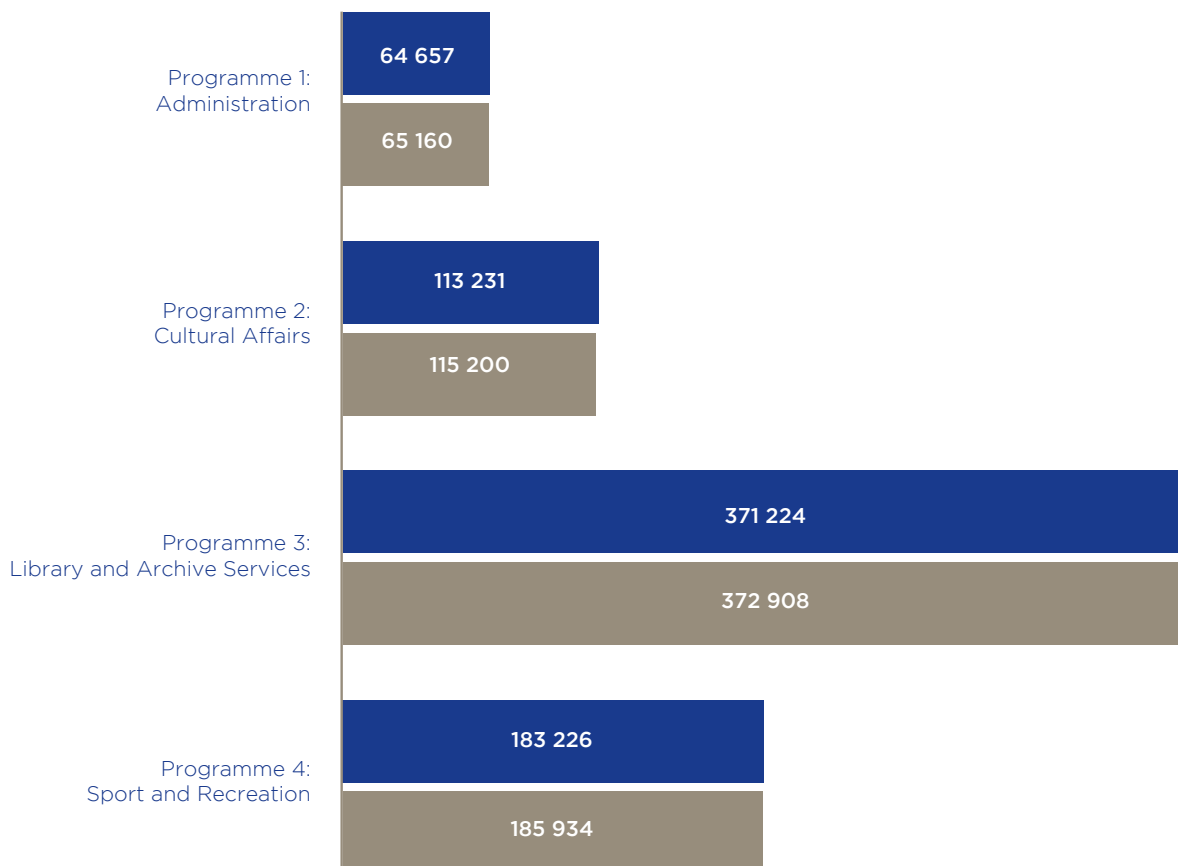 64 657
Programme 1:
Administration
65 160
113 231
Programme 2:
Cultural Affairs
115 200
371 224
Programme 3:
Library and Archive Services
372 908
183 226
Programme 4:
Sport and Recreation
185 934